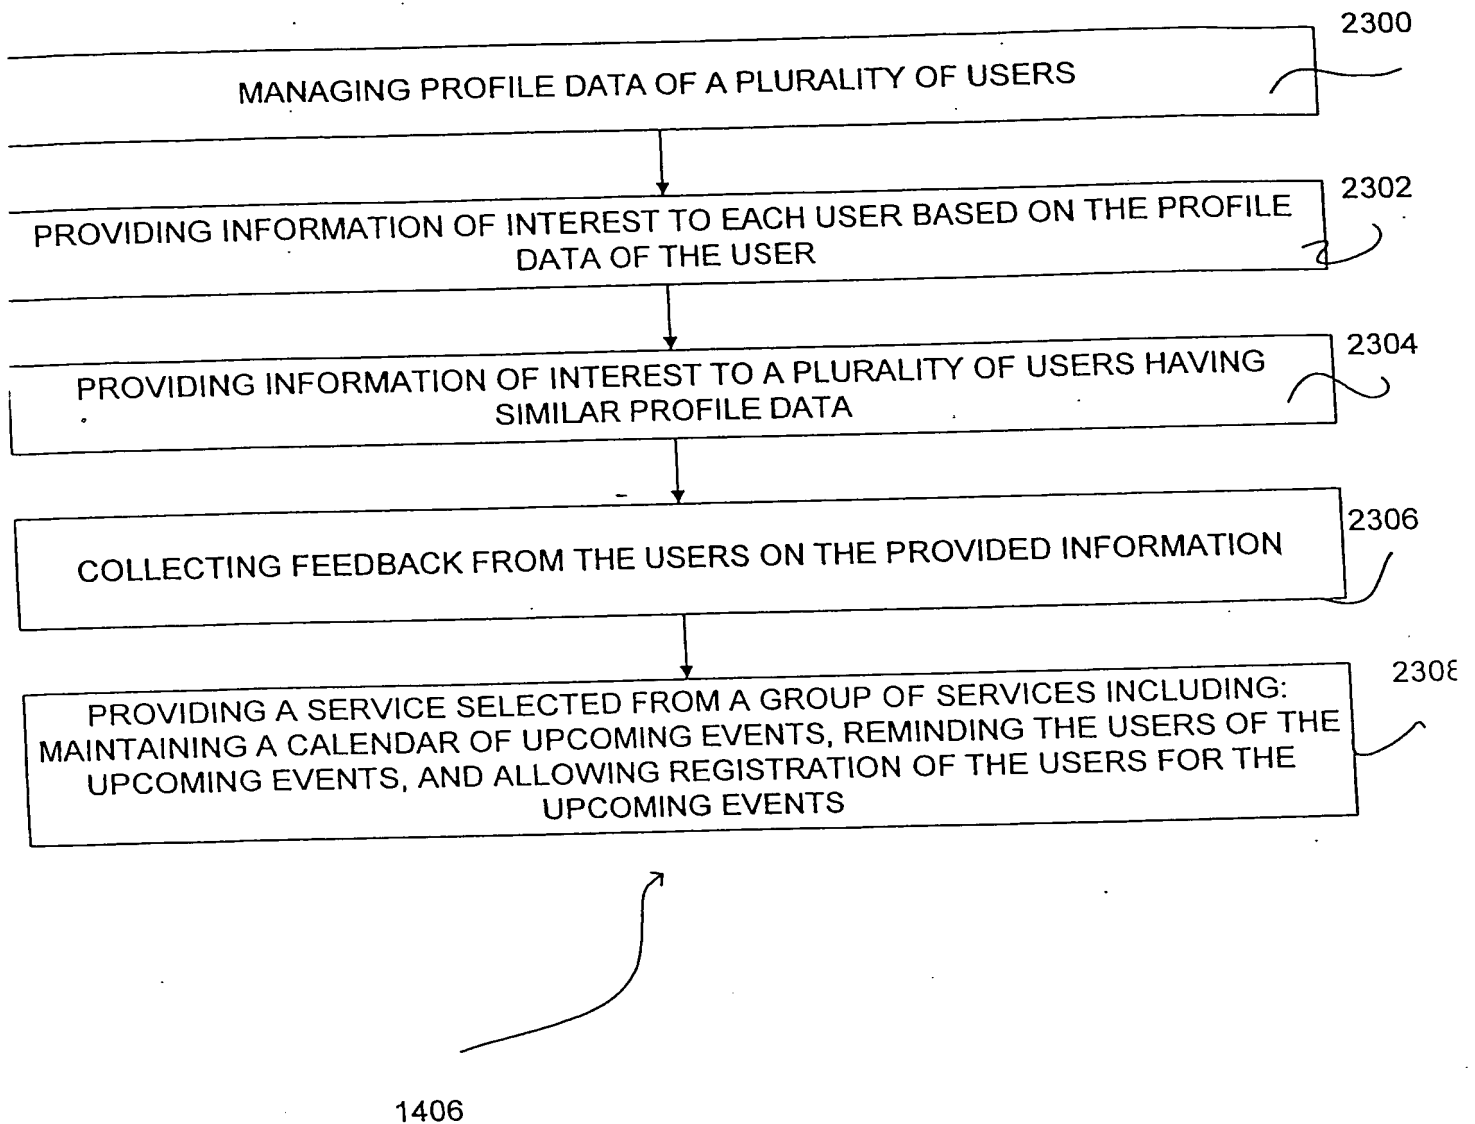 2300
MANAGING PROFILE DATA OF A PLURALITY OF USERS
2302
PROVIDING INFORMATION OF INTEREST TO EACH USER BASED ON THE PROFILE
DATA OF THE USER
2304
PROVIDING INFORMATION OF INTEREST TO A PLURALITY OF USERS HAVING
SIMILAR PROFILE DATA
2306
COLLECTING FEEDBACK FROM THE USERS ON THE PROVIDED INFORMATION
2308
PROVIDING A SERVICE SELECTED FROM A GROUP OF SERVICES INCLUDING:
MAINTAINING A CALENDAR OF UPCOMING EVENTS, REMINDING THE USERS OF THE
UPCOMING EVENTS, AND ALLOWING REGISTRATION OF THE USERS FOR THE
UPCOMING EVENTS
1406